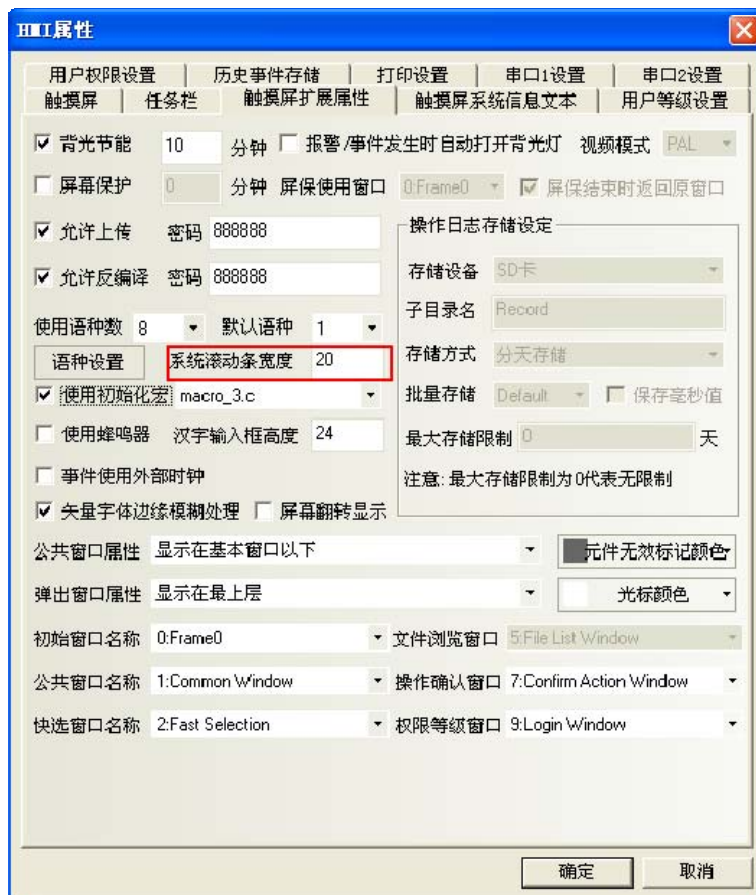 HMI属性
用户权限设置 历史事件存储 打印设置 串口1设置 串口2设置
触摸屏 任务栏 触摸屏扩展属性 触摸屏系统信息文本 用户等级设置
背光节能 10 分钟 报警/事件发生时自动打开背光灯 视频模式 PAL
屏幕保护 0 分钟 屏保使用窗口 0:Frame0 屏保结束时返回原窗口
允许上传 密码 888888 操作日志存储设定
允许反编译 密码 888888 存储设备 SD卡
子目录名 Record
使用语种数 8 默认语种 1
语种设置 系统滚动条宽度 20 存储方式 分天存储
使用初始化宏 macro_3.c 批量存储 Default 保存毫秒值
使用蜂鸣器 汉字输入框高度 24 最大存储限制 0 天
事件使用外部时钟 注意:最大存储限制为0代表无限制
矢量字体边缘模糊处理 屏幕翻转显示
公共窗口属性 显示在基本窗口以下 元件无效标记颜色
弹出窗口属性 显示在最上层 光标颜色
初始窗口名称 0:Frame0 文件浏览窗口 5:File List Window
公共窗口名称 1:Common Window 操作确认窗口 7:Confirm Action Window
快选窗口名称 2:Fast Selection 权限等级窗口 9:Login Window
确定 取消